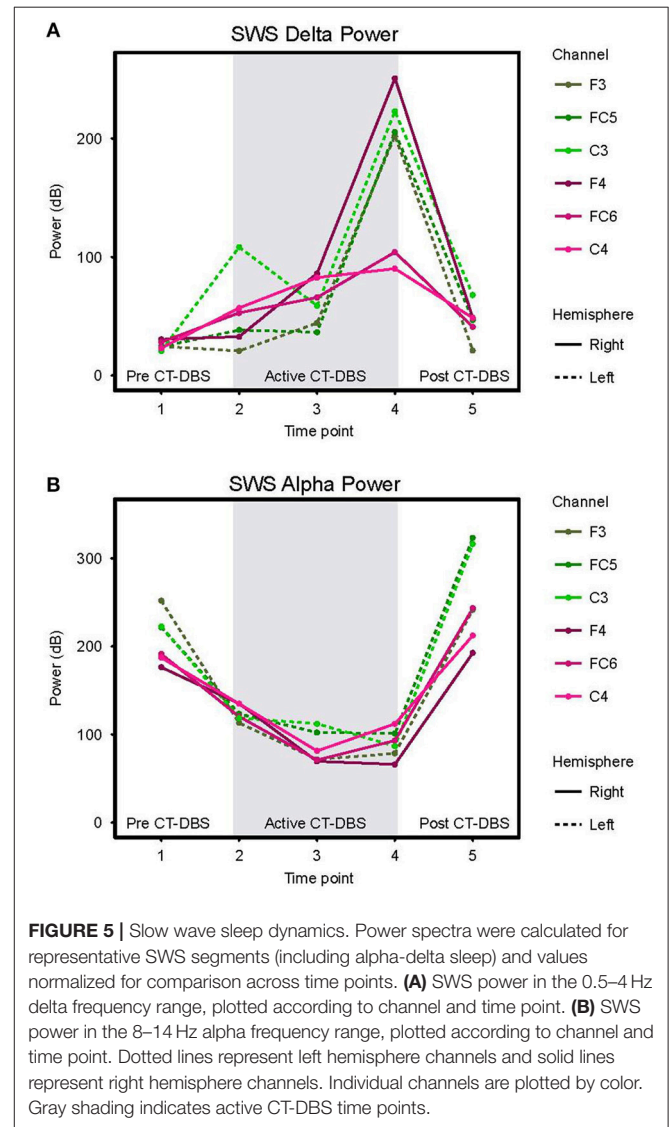 A
SWS Delta Power
Power (dB)
200
100
0
Pre CT-DBS
Active CT-DBS
Post CT-DBS
1 2 3 4 5
Time point
Channel
F3
FC5
C3
F4
FC6
C4
Hemisphere
Right
Left
B
SWS Alpha Power
Power (dB)
300
200
100
0
Pre CT-DBS
Active CT-DBS
Post CT-DBS
1 2 3 4 5
Time point
Channel
F3
FC5
C3
F4
FC6
C4
Hemisphere
Right
Left
FIGURE 5 | Slow wave sleep dynamics. Power spectra were calculated for
representative SWS segments (including alpha-delta sleep) and values
normalized for comparison across time points. (A) SWS power in the 0.5–4 Hz
delta frequency range, plotted according to channel and time point. (B) SWS
power in the 8–14 Hz alpha frequency range, plotted according to channel and
time point. Dotted lines represent left hemisphere channels and solid lines
represent right hemisphere channels. Individual channels are plotted by color.
Gray shading indicates active CT-DBS time points.